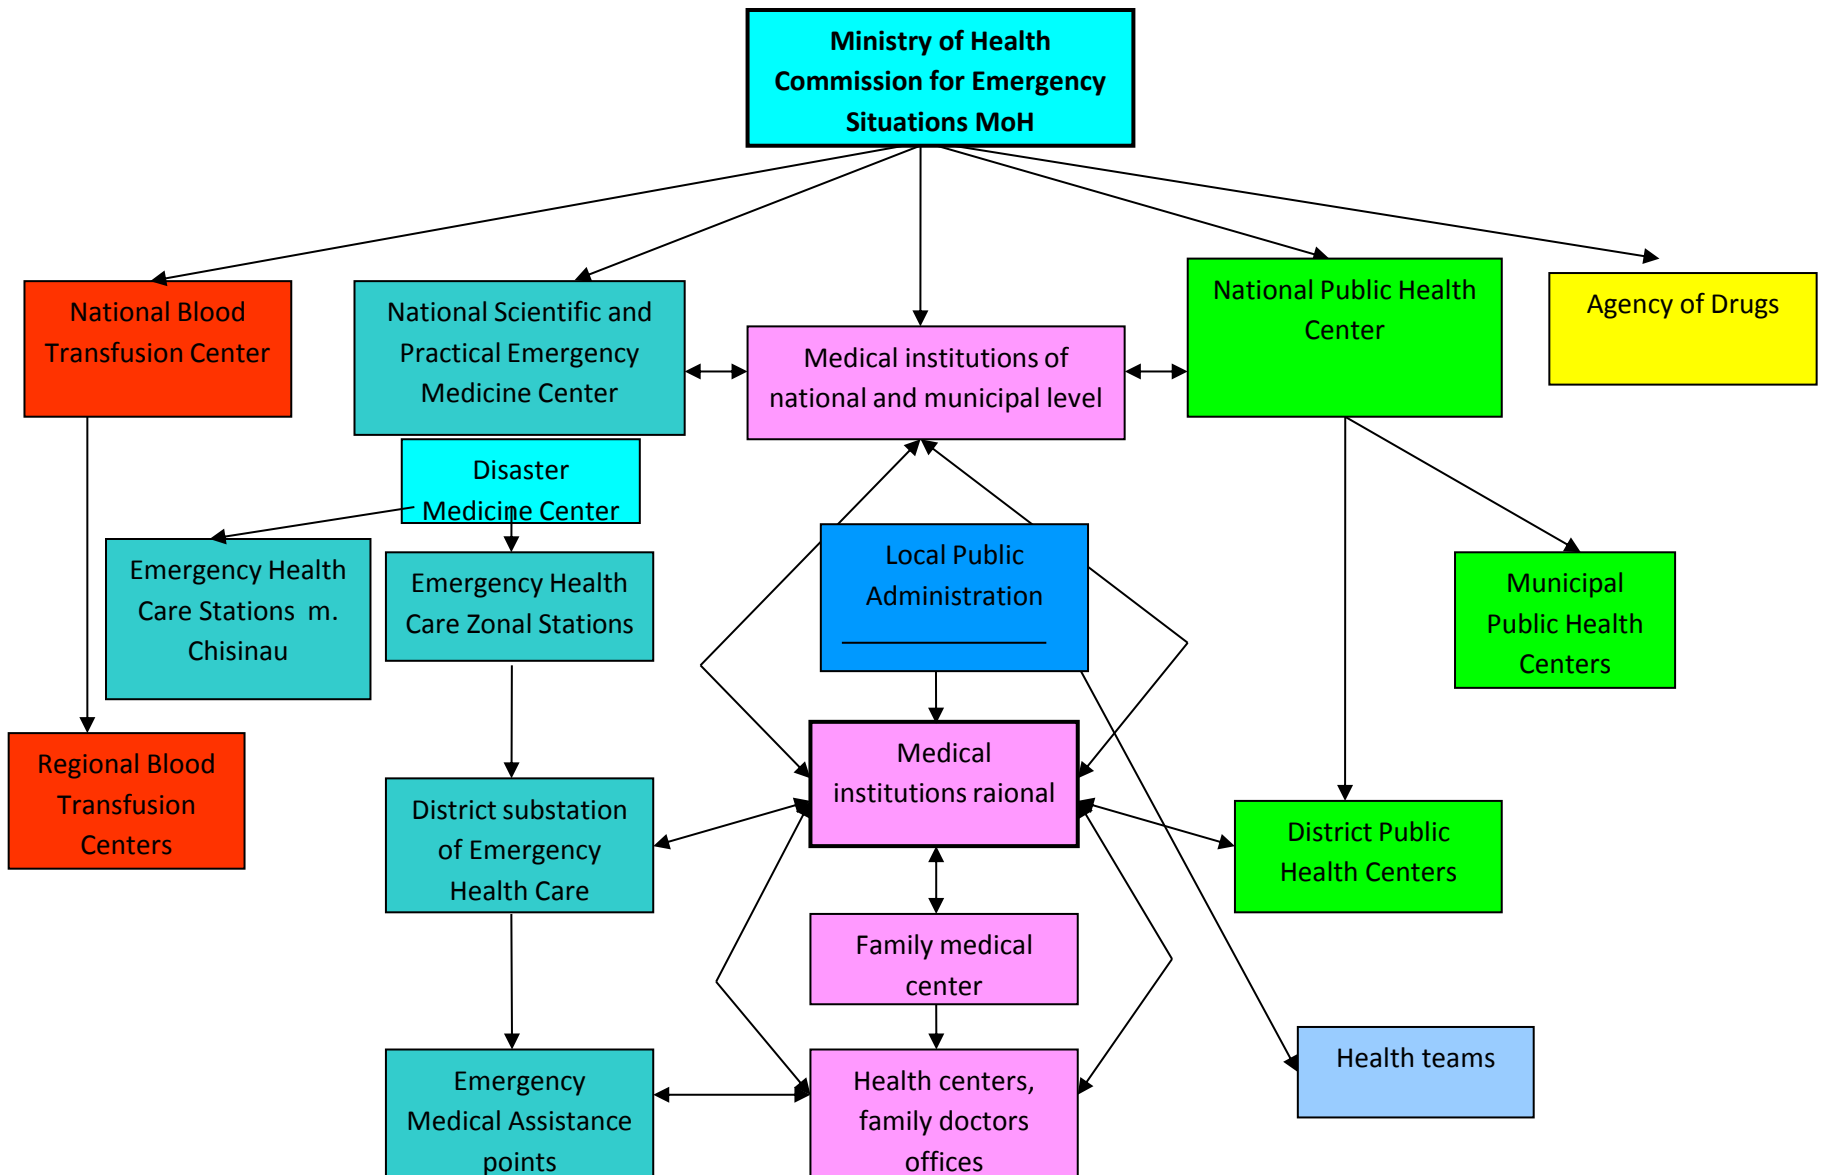 Ministry of Health
Commission for Emergency
Situations MoH
National Blood
Transfusion Center
National Scientific and
Practical Emergency
Medicine Center
Medical institutions of
national and municipal level
National Public Health
Center
Agency of Drugs
Disaster
Medicine Center
Emergency Health
Care Stations m.
Chisinau
Emergency Health
Care Zonal Stations
Local Public
Administration
Municipal
Public Health
Centers
Regional Blood
Transfusion
Centers
District substation
of Emergency
Health Care
Medical
institutions raional
District Public
Health Centers
Family medical
center
Emergency
Medical Assistance
points
Health centers,
family doctors
offices
Health teams